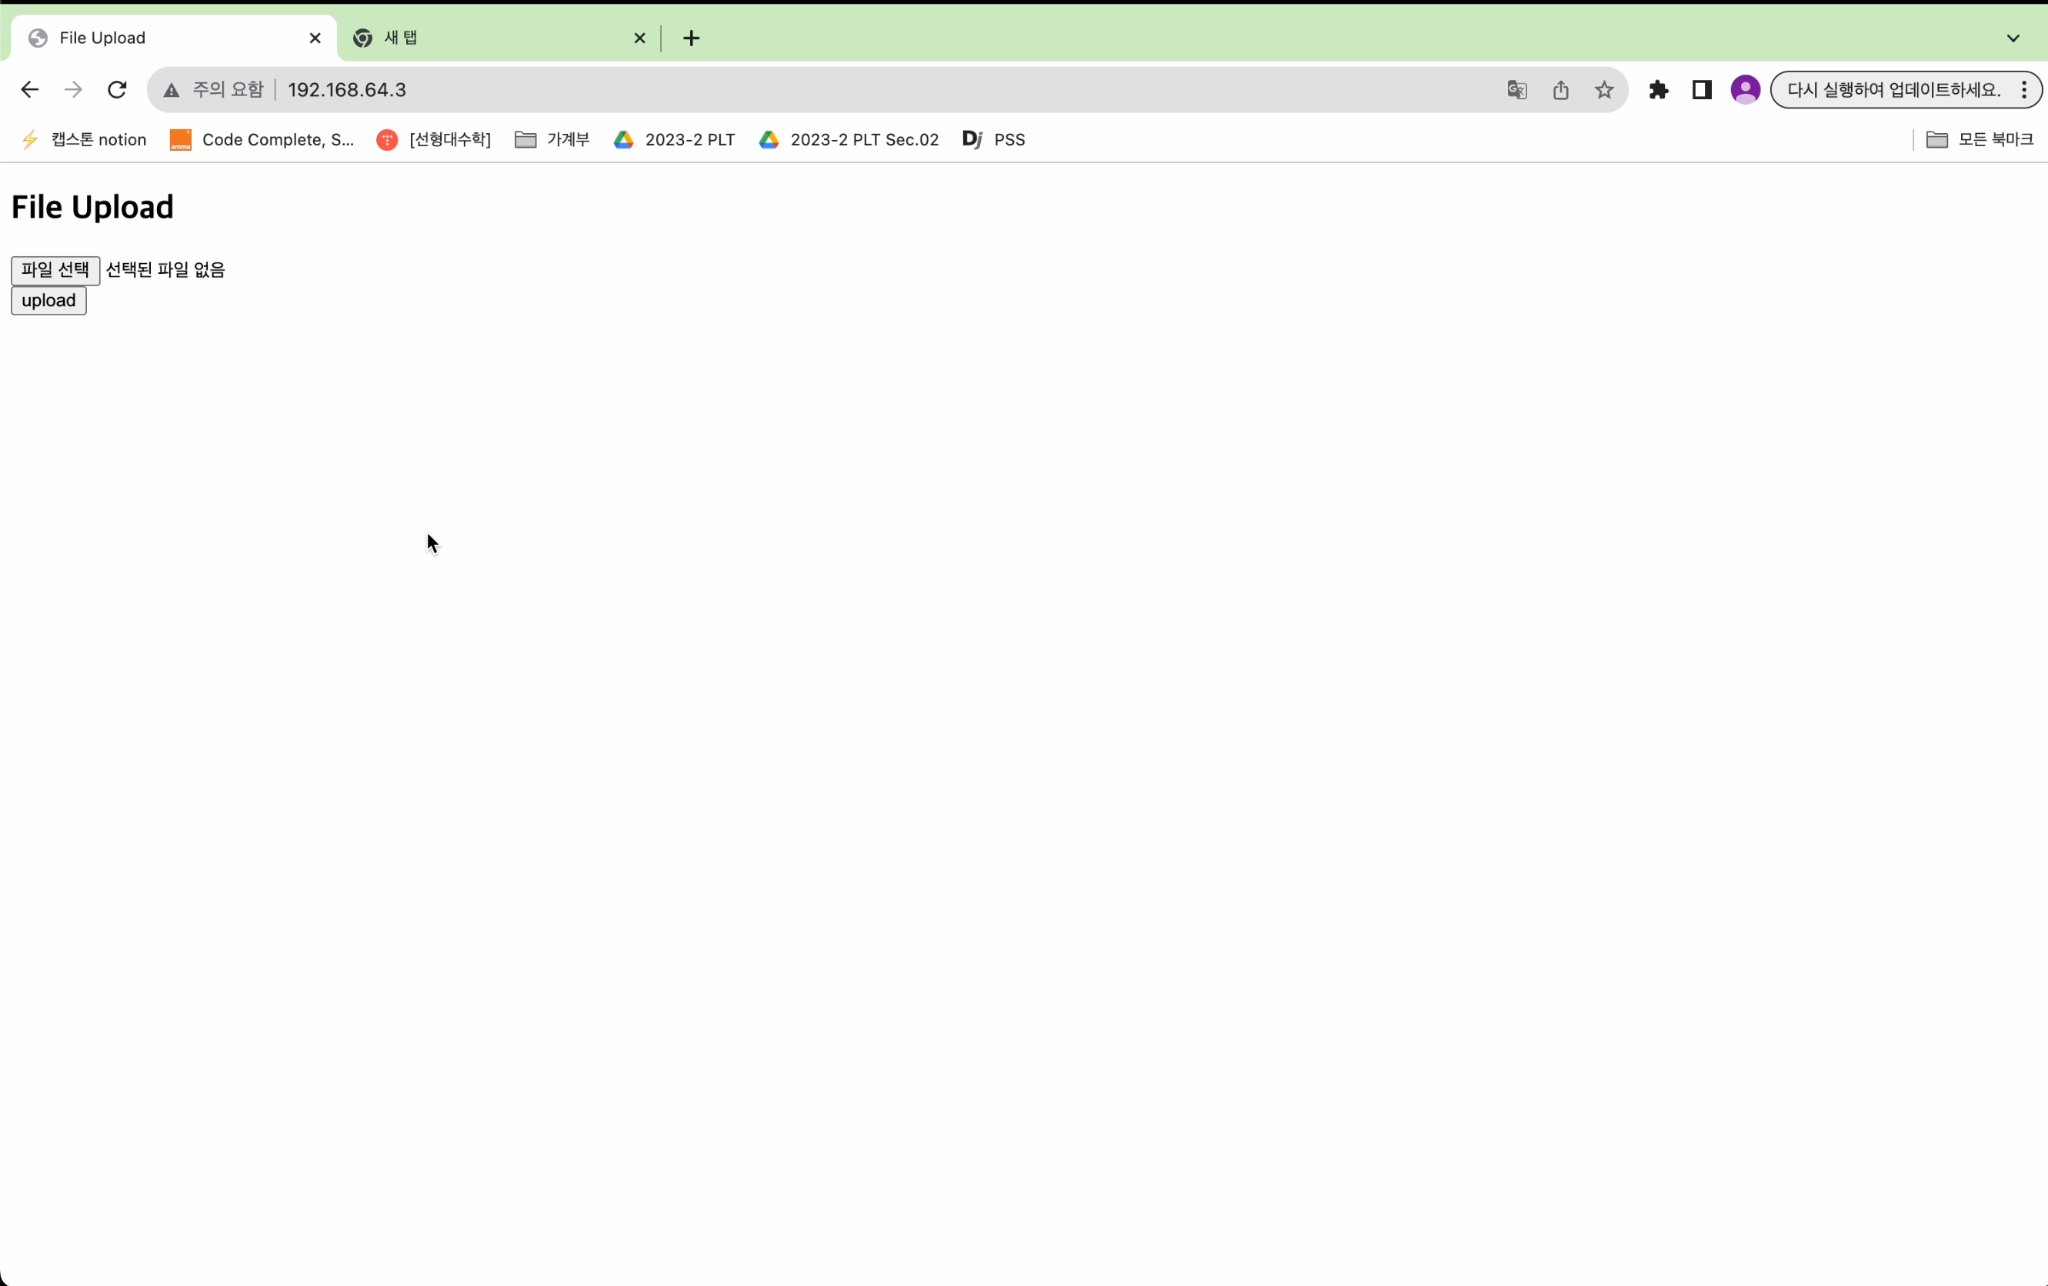 File Upload
새 탭
주의 요함
192.168.64.3
다시 실행하여 업데이트하세요.
캡스톤 notion
Code Complete, S...
[선형대수학]
가계부
2023-2 PLT
2023-2 PLT Sec.02
Dj PSS
모든 북마크
File Upload
파일 선택 선택된 파일 없음
upload